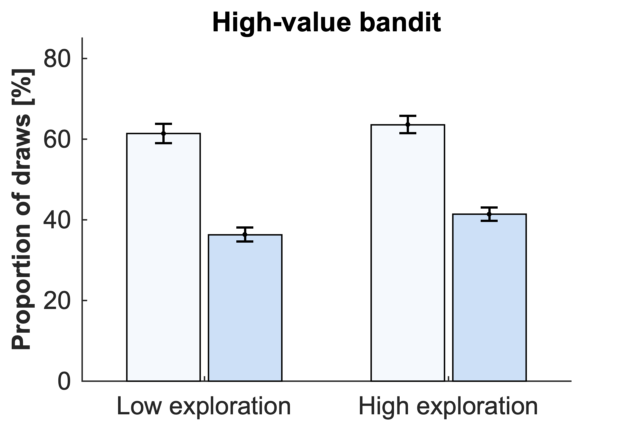 High-value bandit
Proportion of draws [%]
80
60
40
20
0
Low exploration
High exploration